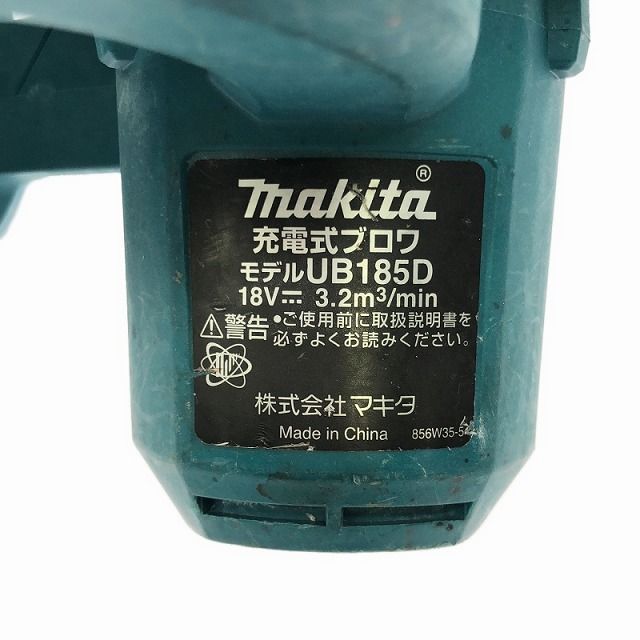 makita®
充電式ブロワ
モデルUB185D
18V⎓ 3.2m³/min
⚠警告 •ご使用前に取扱説明書を
必ずよくお読みください。
株式会社マキタ
Made in China 856W35-5